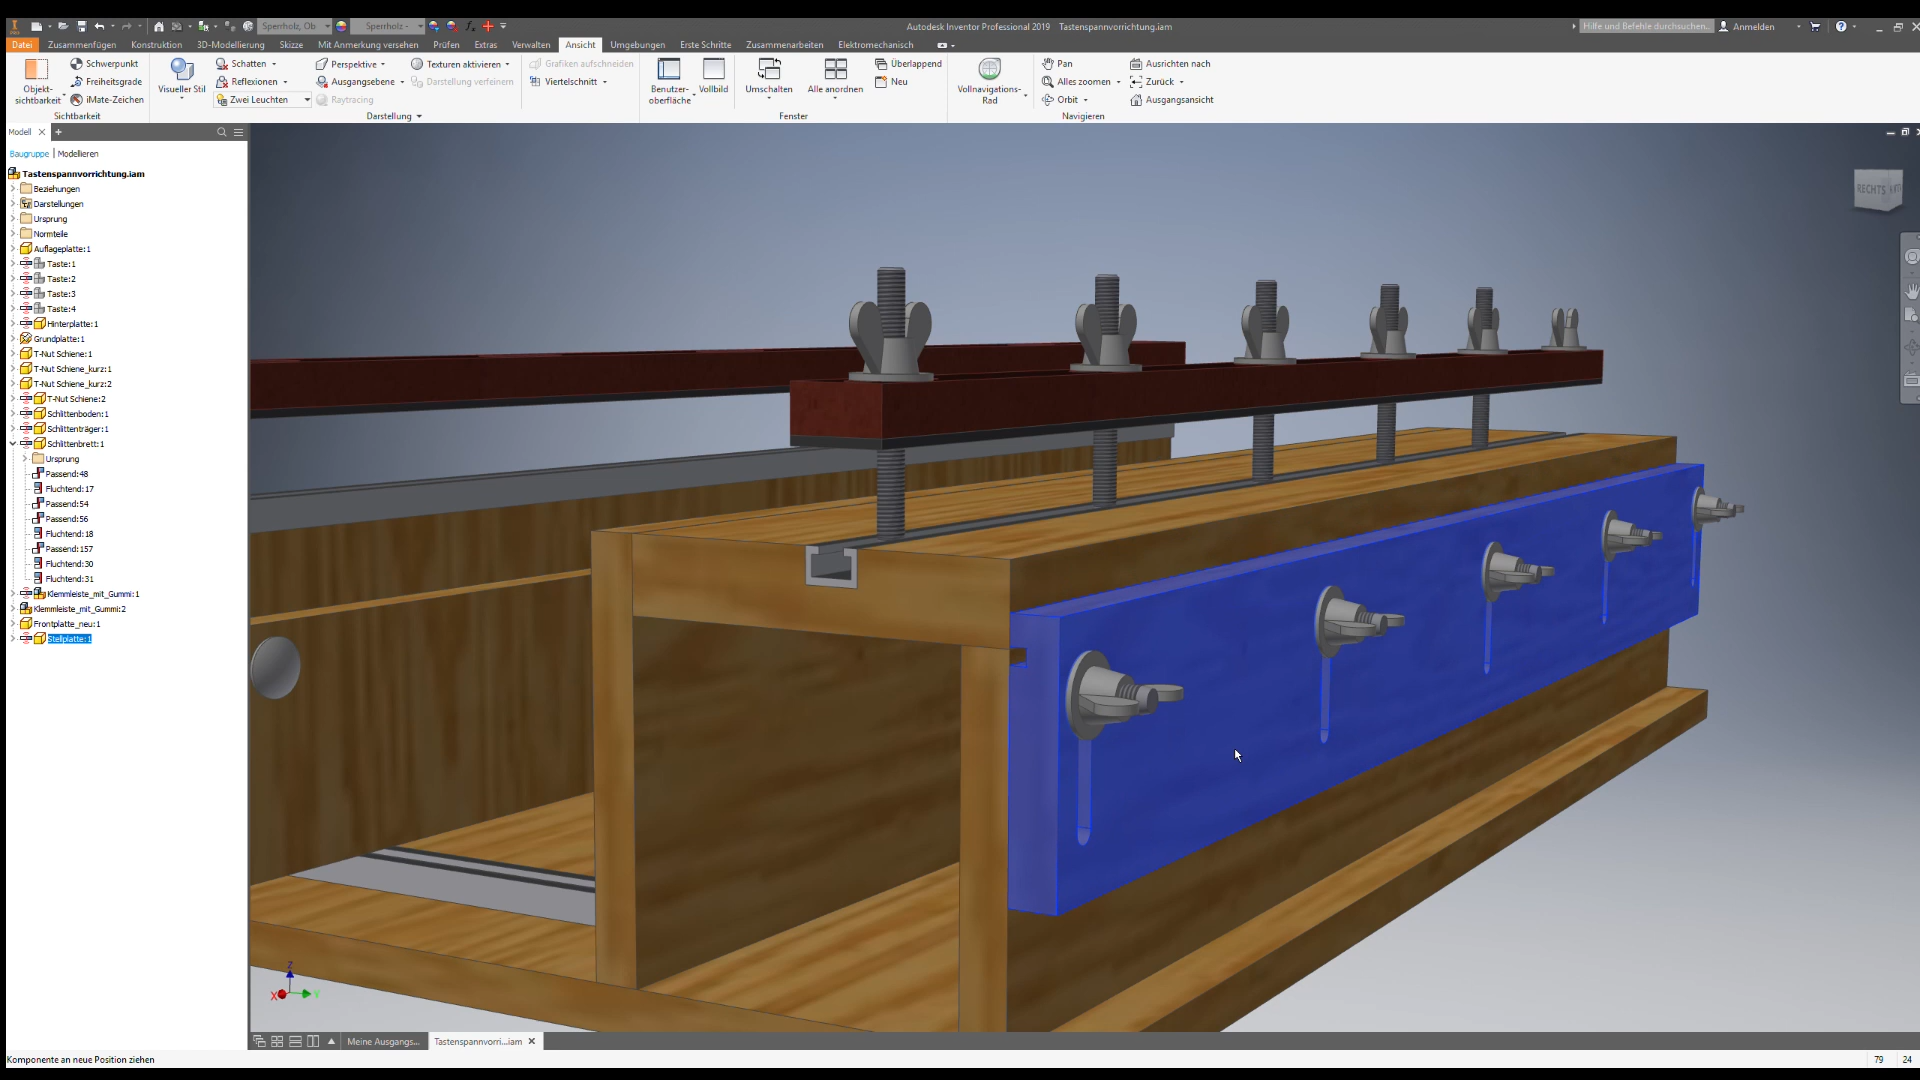 Sperrholz, Ob
Sperrholz -
Autodesk Inventor Professional 2019 Tastenspannvorrichtung.iam
Hilfe und Befehle durchsuchen...
Anmelden
Datei Zusammenfügen Konstruktion 3D-Modellierung Skizze Mit Anmerkung versehen Prüfen Extras Verwalten Ansicht Umgebungen Erste Schritte Zusammenarbeiten Elektromechanisch
Objekt-
sichtbarkeit
Schwerpunkt
Freiheitsgrade
iMate-Zeichen
Sichtbarkeit
Visueller Stil
Schatten
Reflexionen
Zwei Leuchten
Perspektive
Ausgangsebene
Raytracing
Texturen aktivieren
Darstellung verfeinern
Darstellung
Grafiken aufschneiden
Viertelschnitt
Benutzer-
oberfläche
Vollbild
Umschalten
Alle anordnen
Überlappend
Neu
Fenster
Vollnavigations-
Rad
Pan
Alles zoomen
Orbit
Ausrichten nach
Zurück
Ausgangsansicht
Navigieren
Modell
Baugruppe | Modellieren
Tastenspannvorrichtung.iam
Beziehungen
Darstellungen
Ursprung
Normteile
Auflageplatte:1
Taste:1
Taste:2
Taste:3
Taste:4
Hinterplatte:1
Grundplatte:1
T-Nut Schiene:1
T-Nut Schiene_kurz:1
T-Nut Schiene_kurz:2
T-Nut Schiene:2
Schlittenboden:1
Schlittenträger:1
Schlittenbrett:1
Ursprung
Passend:48
Fluchtend:17
Passend:54
Passend:56
Fluchtend:18
Passend:157
Fluchtend:30
Fluchtend:31
Klemmleiste_mit_Gummi:1
Klemmleiste_mit_Gummi:2
Frontplatte_neu:1
Stellplatte:1
RECHTS
Z
X
Y
Meine Ausgangs...
Tastenspannvorri...iam
Komponente an neue Position ziehen
79 24